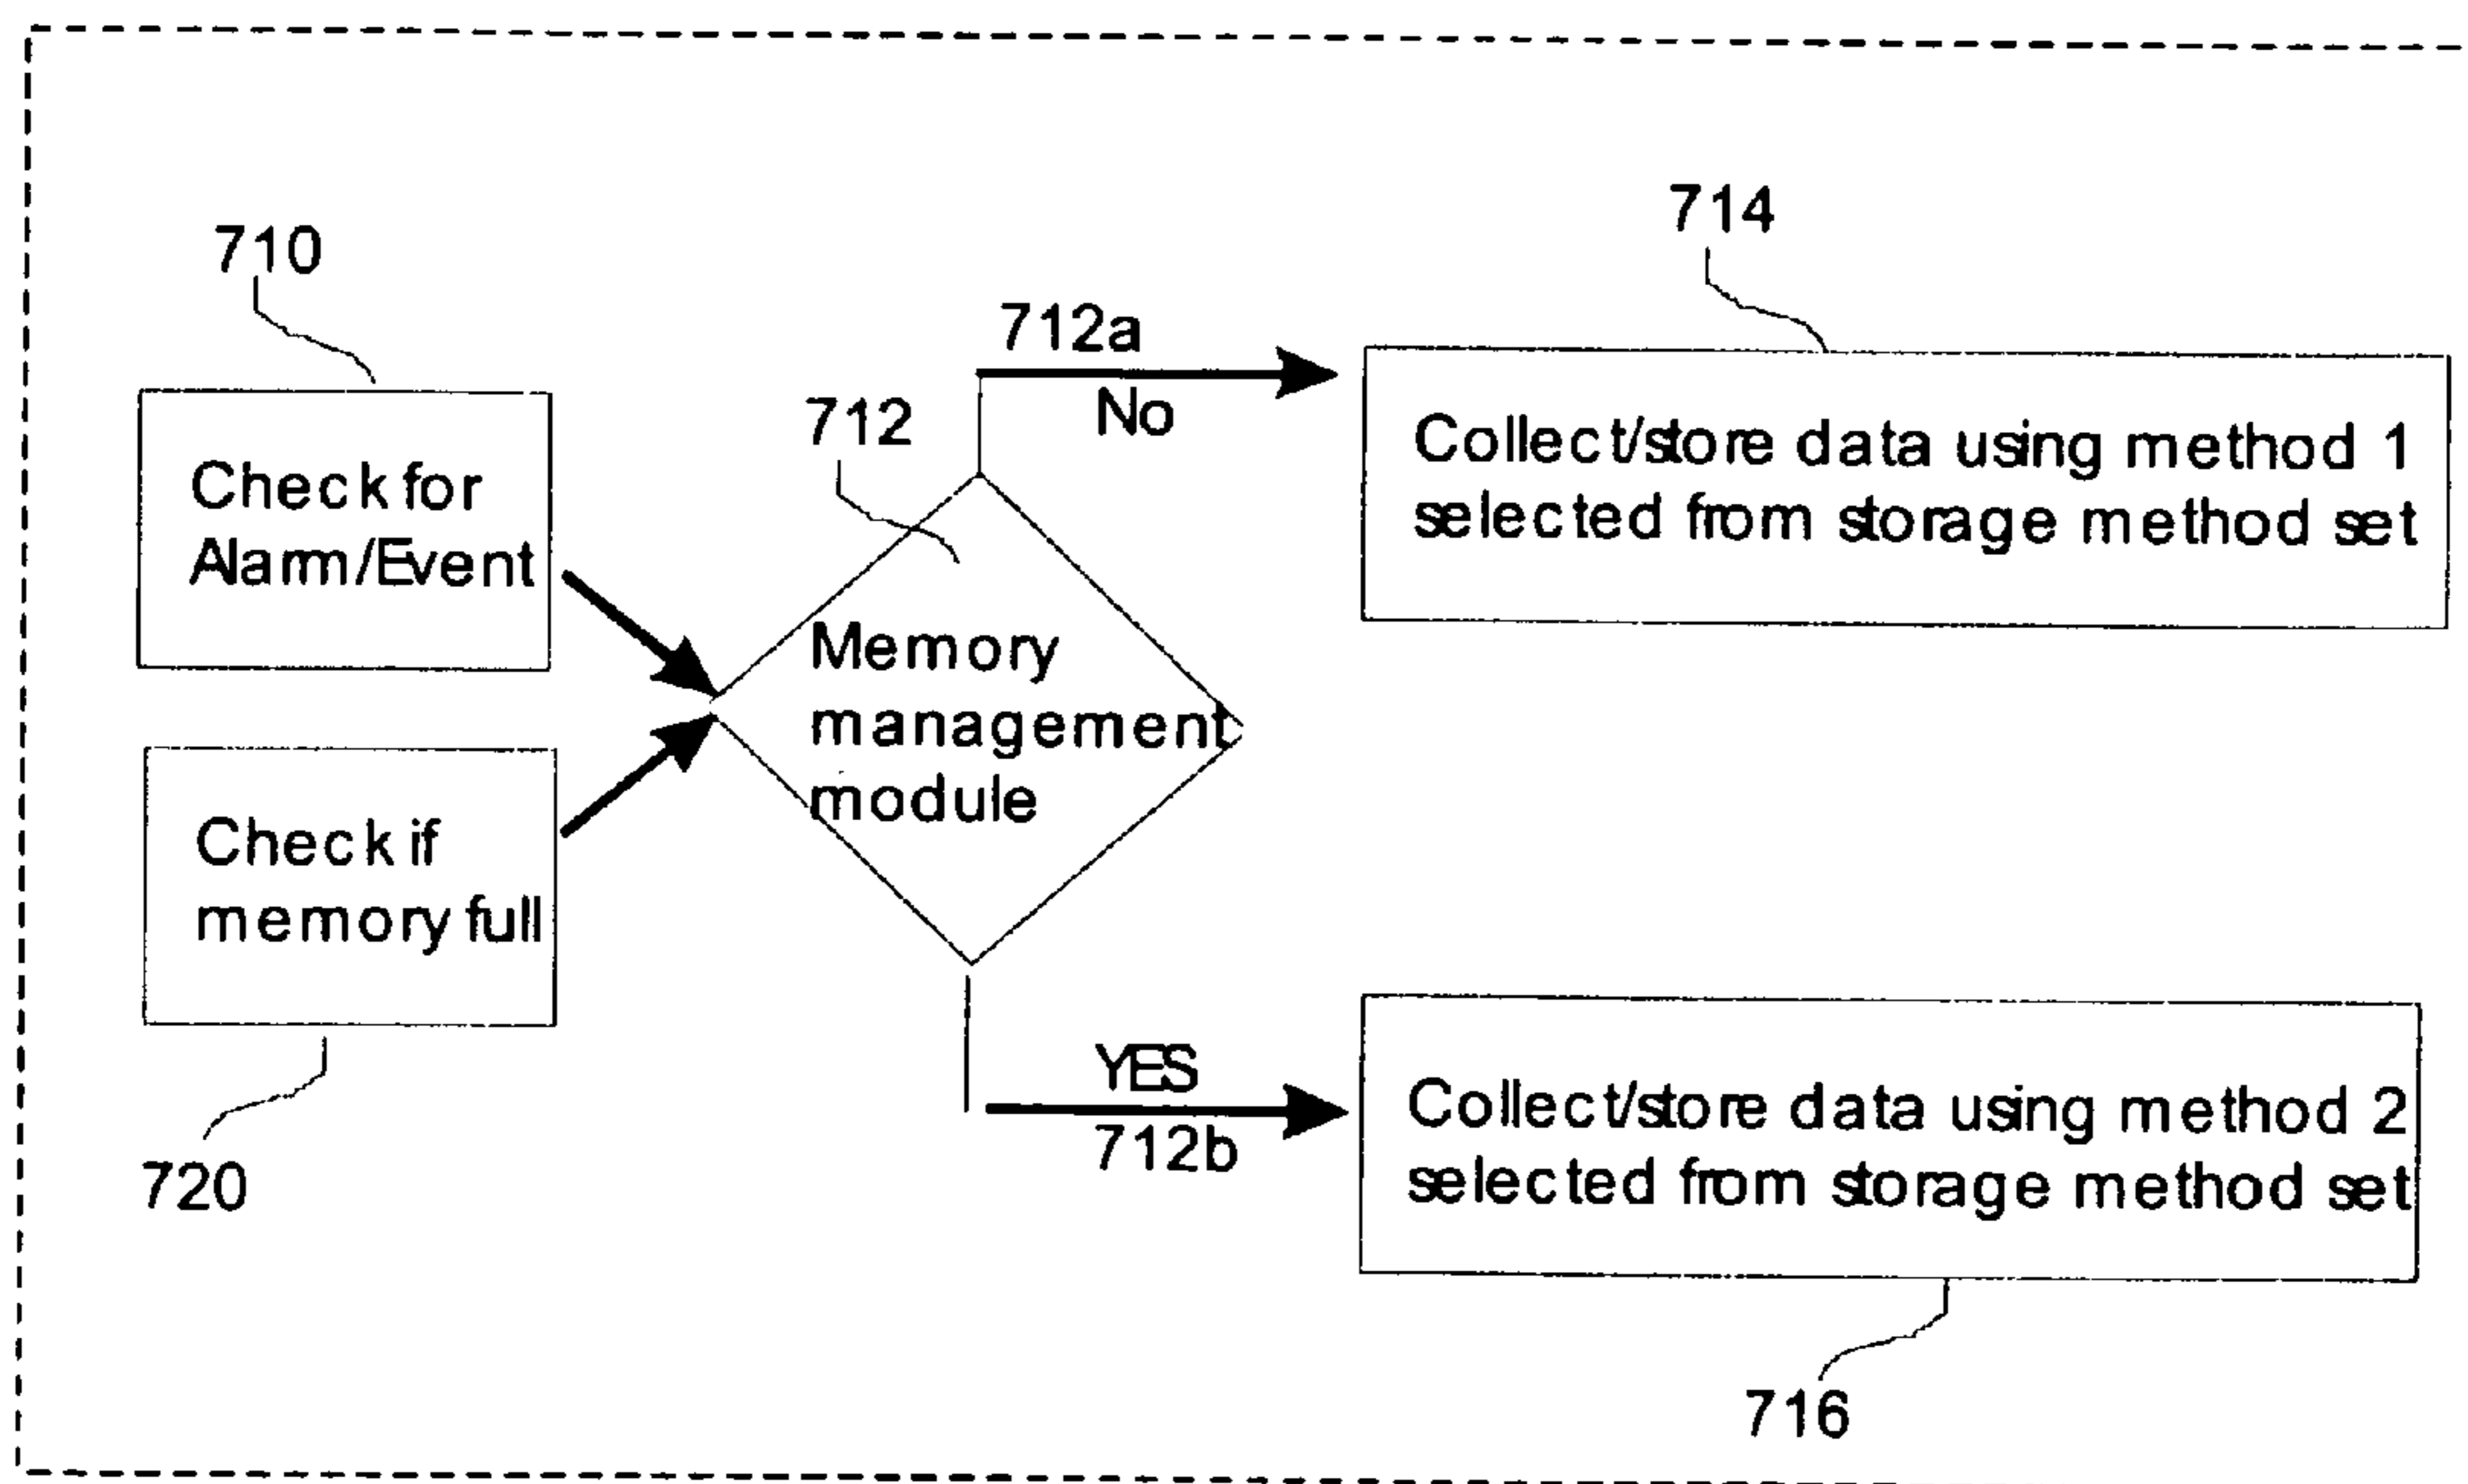 710
Check for
Alarm/Event
Check if
memory full
720
712
Memory
management
module
712a
No
YES
712b
714
Collect/store data using method 1
selected from storage method set
Collect/store data using method 2
selected from storage method set
716